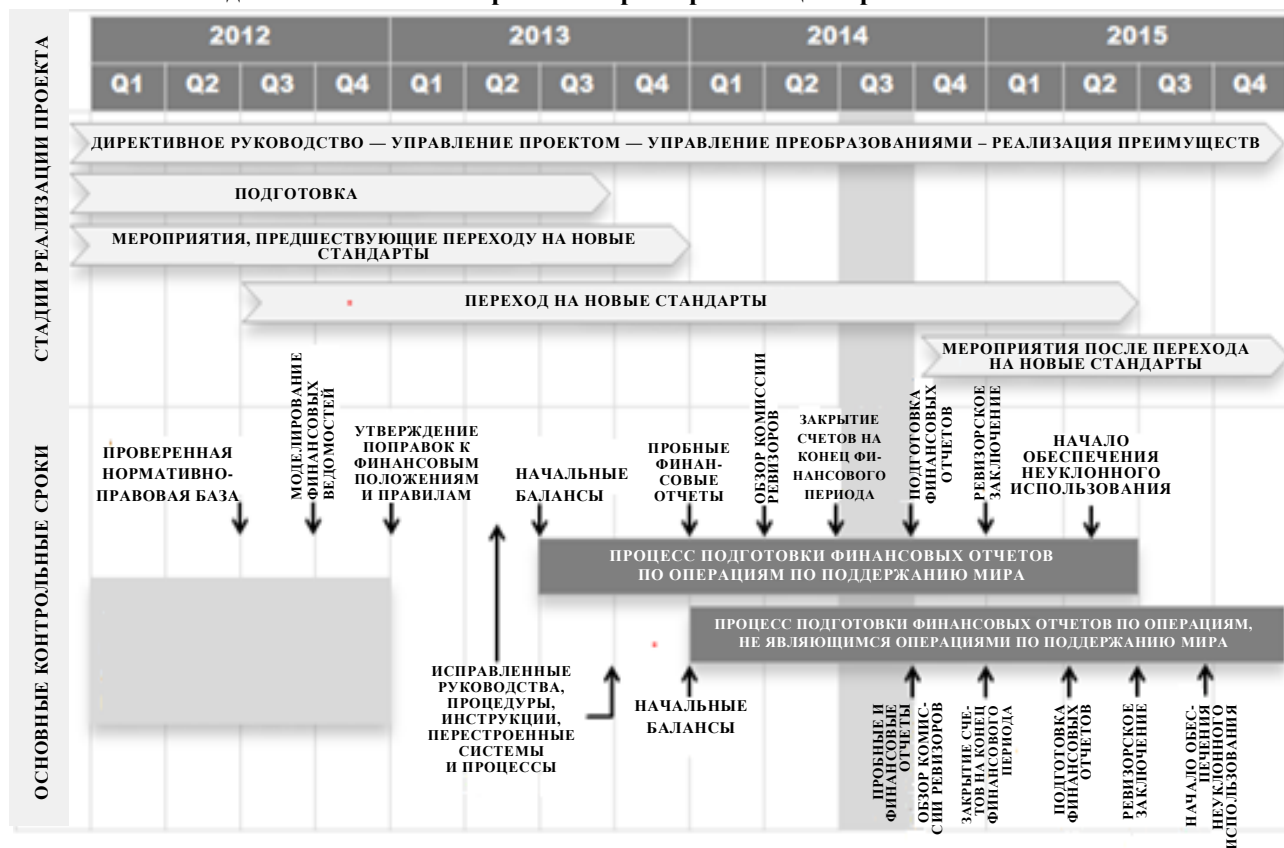 2012 2013 2014 2015
Q1 Q2 Q3 Q4 Q1 Q2 Q3 Q4 Q1 Q2 Q3 Q4 Q1 Q2 Q3 Q4
СТАДИИ РЕАЛИЗАЦИИ ПРОЕКТА
ДИРЕКТИВНОЕ РУКОВОДСТВО — УПРАВЛЕНИЕ ПРОЕКТОМ — УПРАВЛЕНИЕ ПРЕОБРАЗОВАНИЯМИ – РЕАЛИЗАЦИЯ ПРЕИМУЩЕСТВ
ПОДГОТОВКА
МЕРОПРИЯТИЯ, ПРЕДШЕСТВУЮЩИЕ ПЕРЕХОДУ НА НОВЫЕ
СТАНДАРТЫ
ПЕРЕХОД НА НОВЫЕ СТАНДАРТЫ
МЕРОПРИЯТИЯ ПОСЛЕ ПЕРЕХОДА
НА НОВЫЕ СТАНДАРТЫ
ОСНОВНЫЕ КОНТРОЛЬНЫЕ СРОКИ
ПРОВЕРЕННАЯ
НОРМАТИВНО-
ПРАВОВАЯ БАЗА
МОДЕЛИРОВАНИЕ
ФИНАНСОВЫХ
ВЕДОМОСТЕЙ
УТВЕРЖДЕНИЕ
ПОПРАВОК К
ФИНАНСОВЫМ
ПОЛОЖЕНИЯМ
И ПРАВИЛАМ
НАЧАЛЬНЫЕ
БАЛАНСЫ
ПРОБНЫЕ
ФИНАН-
СОВЫЕ
ОТЧЕТЫ
ОБЗОР КОМИССИИ
РЕВИЗОРОВ
ЗАКРЫТИЕ
СЧЕТОВ НА
КОНЕЦ ФИ-
НАНСОВОГО
ПЕРИОДА
ПОДГОТОВКА
ФИНАНСОВЫХ
ОТЧЕТОВ
РЕВИЗОРСКОЕ
ЗАКЛЮЧЕНИЕ
НАЧАЛО
ОБЕСПЕЧЕНИЯ
НЕУКЛОННОГО
ИСПОЛЬЗОВАНИЯ
ПРОЦЕСС ПОДГОТОВКИ ФИНАНСОВЫХ ОТЧЕТОВ
ПО ОПЕРАЦИЯМ ПО ПОДДЕРЖАНИЮ МИРА
ПРОЦЕСС ПОДГОТОВКИ ФИНАНСОВЫХ ОТЧЕТОВ ПО ОПЕРАЦИЯМ,
НЕ ЯВЛЯЮЩИМСЯ ОПЕРАЦИЯМИ ПО ПОДДЕРЖАНИЮ МИРА
ИСПРАВЛЕННЫЕ
РУКОВОДСТВА,
ПРОЦЕДУРЫ,
ИНСТРУКЦИИ,
ПЕРЕСТРОЕННЫЕ
СИСТЕМЫ
И ПРОЦЕССЫ
НАЧАЛЬНЫЕ
БАЛАНСЫ
ПРОБНЫЕ И
ФИНАНСОВЫЕ
ОТЧЕТЫ
ОБЗОР КОМИС-
СИИ РЕВИЗОРОВ
ЗАКРЫТИЕ СЧЕ-
ТОВ НА КОНЕЦ
ФИНАНСОВОГО
ПЕРИОДА
ПОДГОТОВКА
ФИНАНСОВЫХ
ОТЧЕТОВ
РЕВИЗОРСКОЕ
ЗАКЛЮЧЕНИЕ
НАЧАЛО ОБЕС-
ПЕЧЕНИЯ
НЕУКЛОННОГО
ИСПОЛЬЗОВАНИЯ